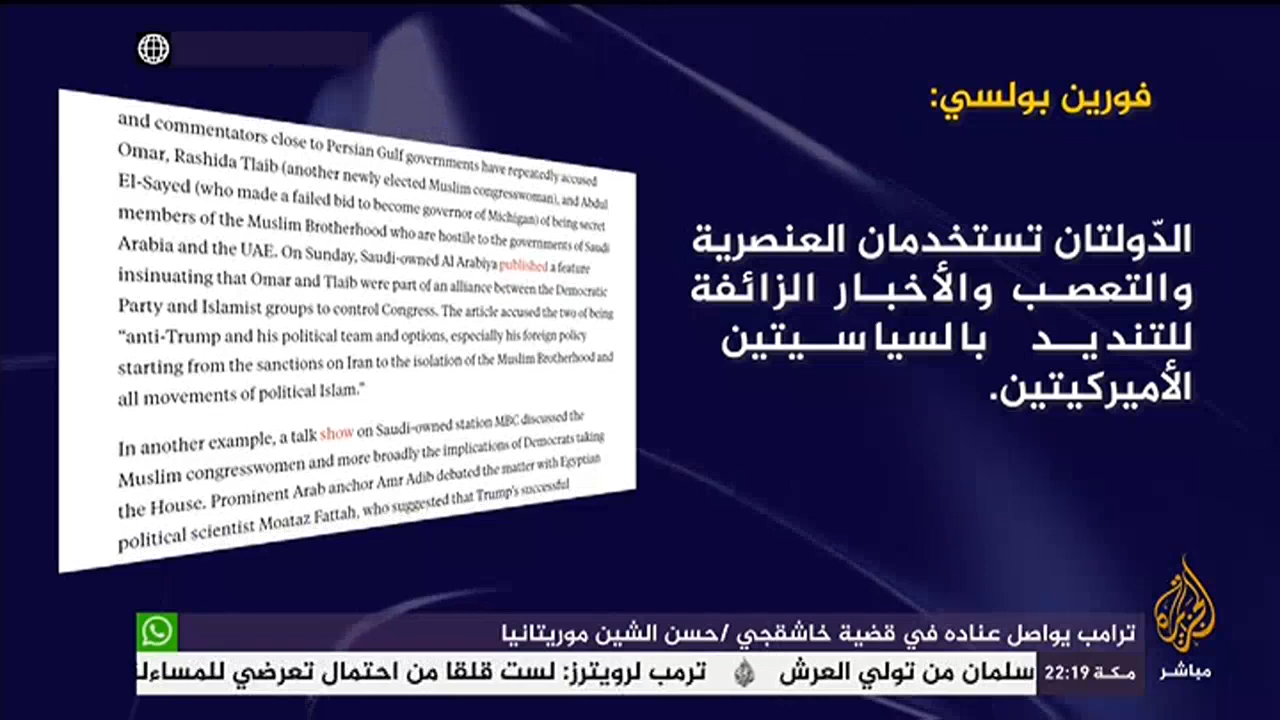 فورين بولسي:
الدّولتان تستخدمان العنصرية
والتعصب والأخبار الزائفة
للتنديد بالسياسيتين
الأميركيتين.
and commentators close to Persian Gulf governments have repeatedly accused
Omar, Rashida Tlaib (another newly elected Muslim congresswoman), and Abdul
El-Sayed (who made a failed bid to become governor of Michigan) of being secret
members of the Muslim Brotherhood who are hostile to the governments of Saudi
Arabia and the UAE. On Sunday, Saudi-owned Al Arabiya published a feature
insinuating that Omar and Tlaib were part of an alliance between the Democratic
Party and Islamist groups to control Congress. The article accused the two of being
“anti-Trump and his political team and options, especially his foreign policy
starting from the sanctions on Iran to the isolation of the Muslim Brotherhood and
all movements of political Islam.”
In another example, a talk show on Saudi-owned station MBC discussed the
Muslim congresswomen and more broadly the implications of Democrats taking
the House. Prominent Arab anchor Amr Adib debated the matter with Egyptian
political scientist Moataz Fattah, who suggested that Trump's successful
ترامب يواصل عناده في قضية خاشقجي /حسن الشين موريتانيا
مكة 22:19
سلمان من تولي العرش ترمب لرويترز: لست قلقا من احتمال تعرضي للمساءلة
الجزيرة
مباشر